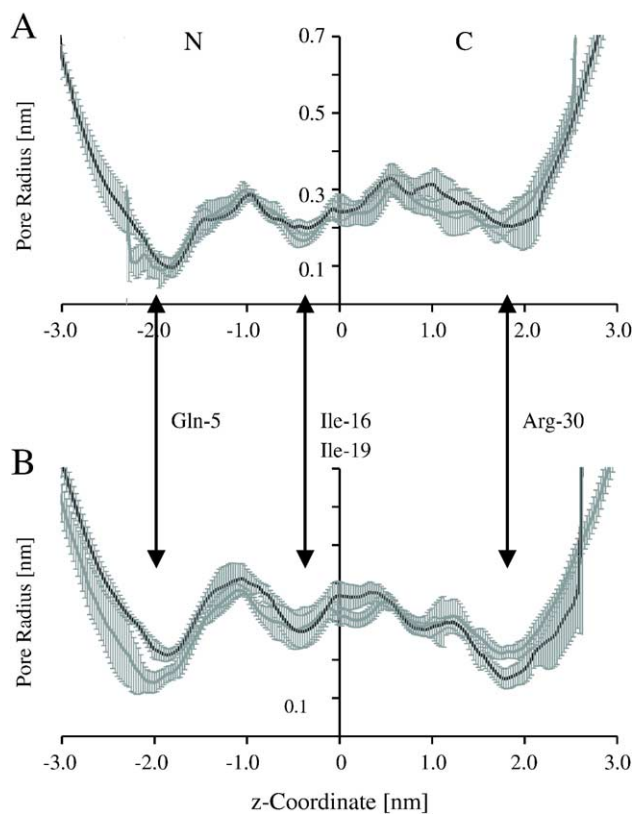 A
N
C
0.7
0.5
0.3
0.1
Pore Radius [nm]
-3.0 -2.0 -1.0 0 1.0 2.0 3.0
Gln-5
Ile-16
Ile-19
Arg-30
B
Pore Radius [nm]
0.1
-3.0 -2.0 -1.0 0 1.0 2.0 3.0
z-Coordinate [nm]